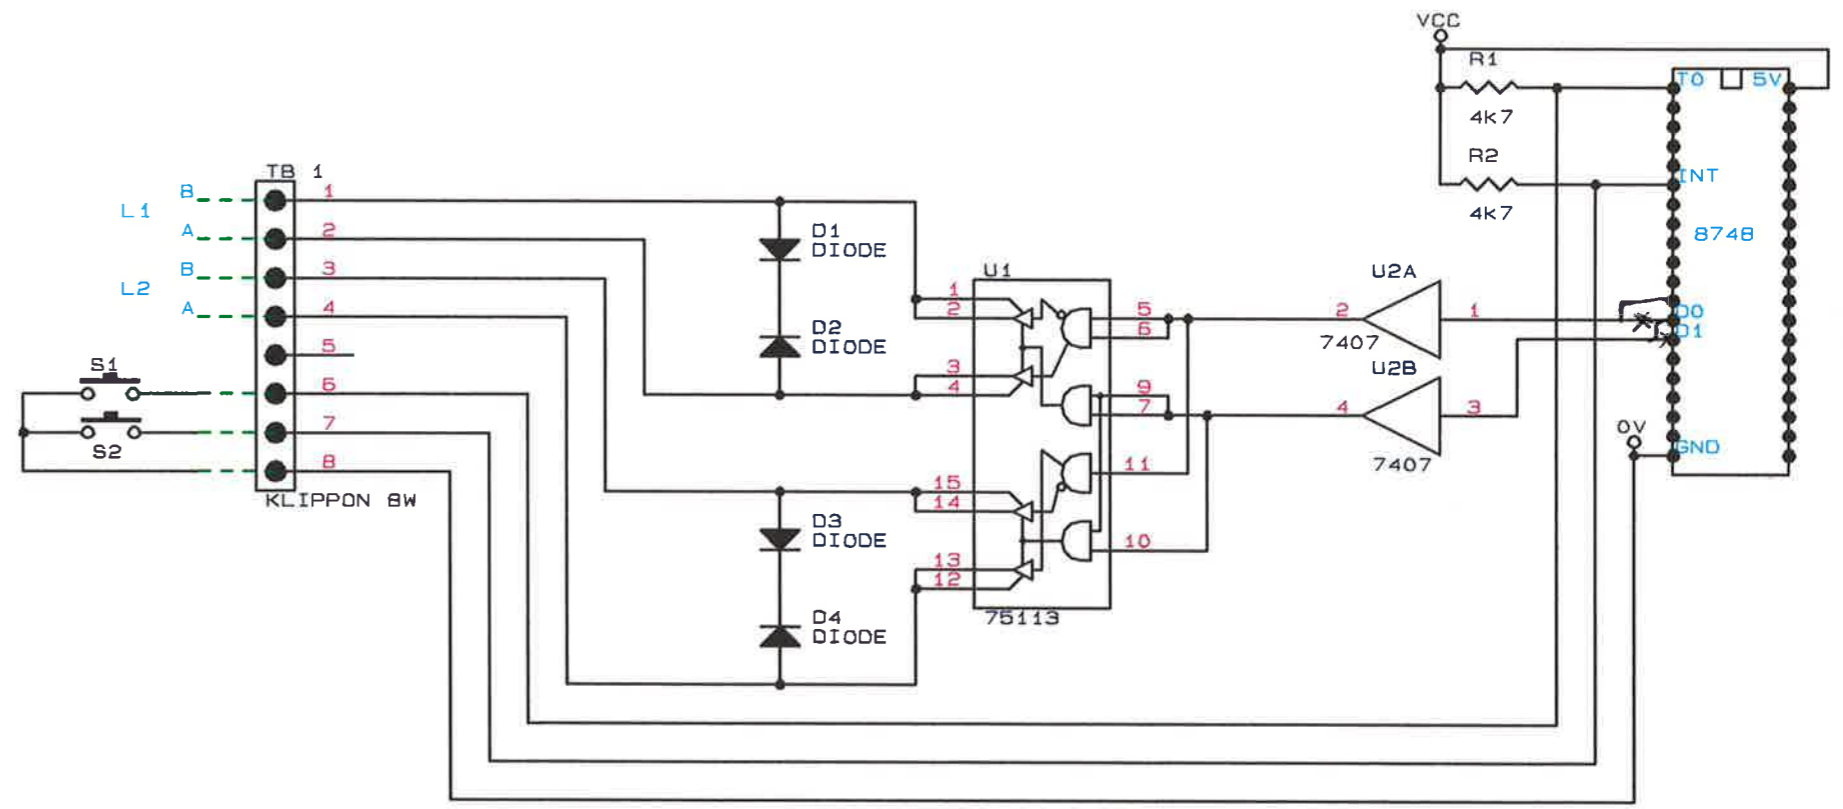 VCC
R1
4K7
R2
4K7
T0
5V
INT
8748
D0
D1
GND
0V
TB 1
L1
B
A
L2
B
A
1
2
3
4
5
6
7
8
KLIPPON 8W
S1
S2
D1
DIODE
D2
DIODE
D3
DIODE
D4
DIODE
U1
1
2
3
4
15
14
13
12
5
6
9
7
11
10
75113
U2A
2
1
7407
U2B
4
3
7407